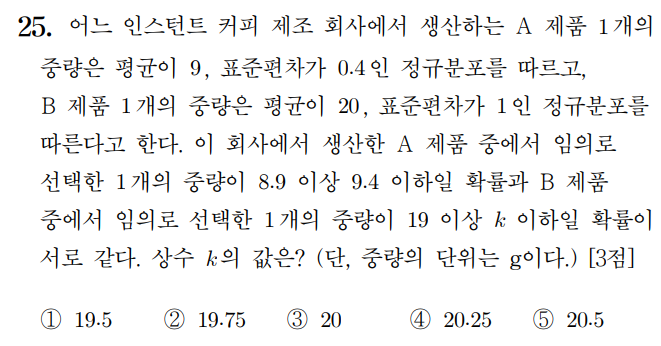 25. 어느 인스턴트 커피 제조 회사에서 생산하는 A 제품 1개의
중량은 평균이 9, 표준편차가 0.4인 정규분포를 따르고,
B 제품 1개의 중량은 평균이 20, 표준편차가 1인 정규분포를
따른다고 한다. 이 회사에서 생산한 A 제품 중에서 임의로
선택한 1개의 중량이 8.9 이상 9.4 이하일 확률과 B 제품
중에서 임의로 선택한 1개의 중량이 19 이상 k 이하일 확률이
서로 같다. 상수 k의 값은? (단, 중량의 단위는 g이다.) [3점]
① 19.5 ② 19.75 ③ 20 ④ 20.25 ⑤ 20.5